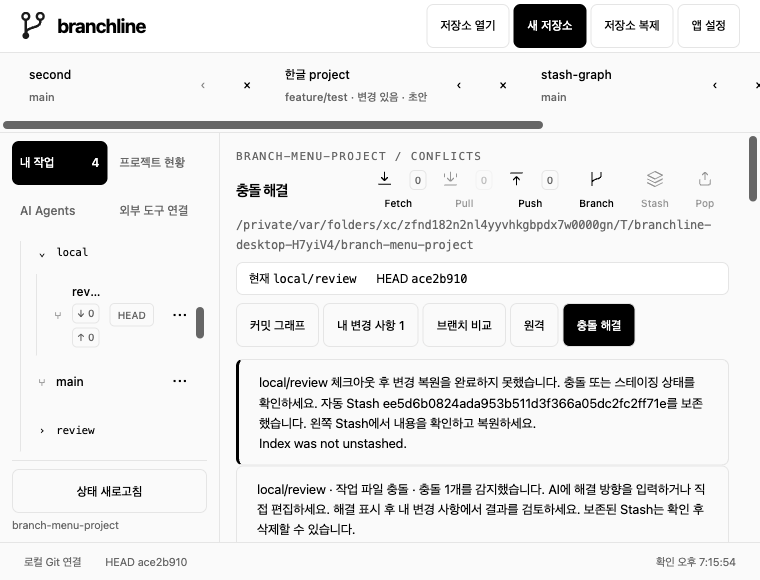 branchline
저장소 열기
새 저장소
저장소 복제
앱 설정
second
main
한글 project
feature/test · 변경 있음 · 초안
stash-graph
main
내 작업 4
프로젝트 현황
AI Agents
외부 도구 연결
local
rev...
↓ 0
HEAD
↑ 0
main
review
상태 새로고침
branch-menu-project
BRANCH-MENU-PROJECT / CONFLICTS
충돌 해결
0
0
0
Fetch
Pull
Push
Branch
Stash
Pop
/private/var/folders/xc/zfnd182n2nl4yyvhkgbpdx7w0000gn/T/branchline-
desktop-H7yiV4/branch-menu-project
현재 local/review HEAD ace2b910
커밋 그래프
내 변경 사항 1
브랜치 비교
원격
충돌 해결
local/review 체크아웃 후 변경 복원을 완료하지 못했습니다. 충돌 또는 스테이징 상태를
확인하세요. 자동 Stash ee5d6b0824ada953b511d3f366a05dc2fc2ff71e를 보존
했습니다. 왼쪽 Stash에서 내용을 확인하고 복원하세요.
Index was not unstashed.
local/review · 작업 파일 충돌 · 충돌 1개를 감지했습니다. AI에 해결 방향을 입력하거나 직
접 편집하세요. 해결 표시 후 내 변경 사항에서 결과를 검토하세요. 보존된 Stash는 확인 후
삭제할 수 있습니다.
로컬 Git 연결
HEAD ace2b910
확인 오후 7:15:54